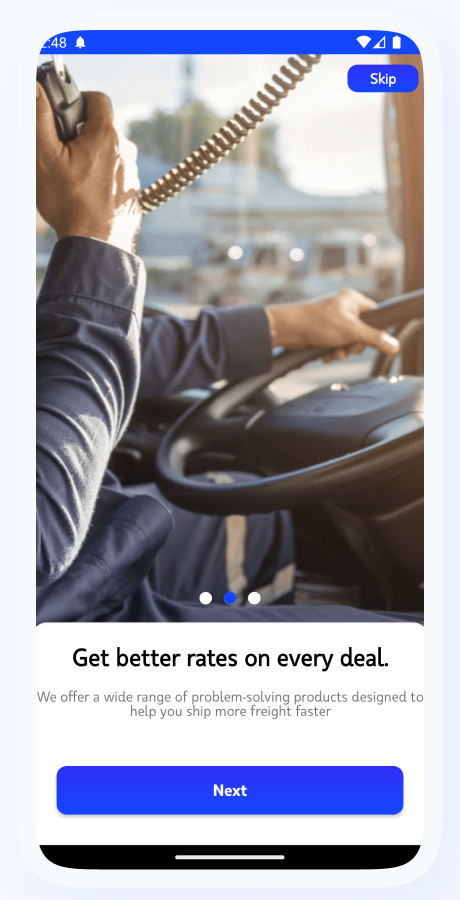 :48
Skip
Get better rates on every deal.
We offer a wide range of problem-solving products designed to
help you ship more freight faster
Next